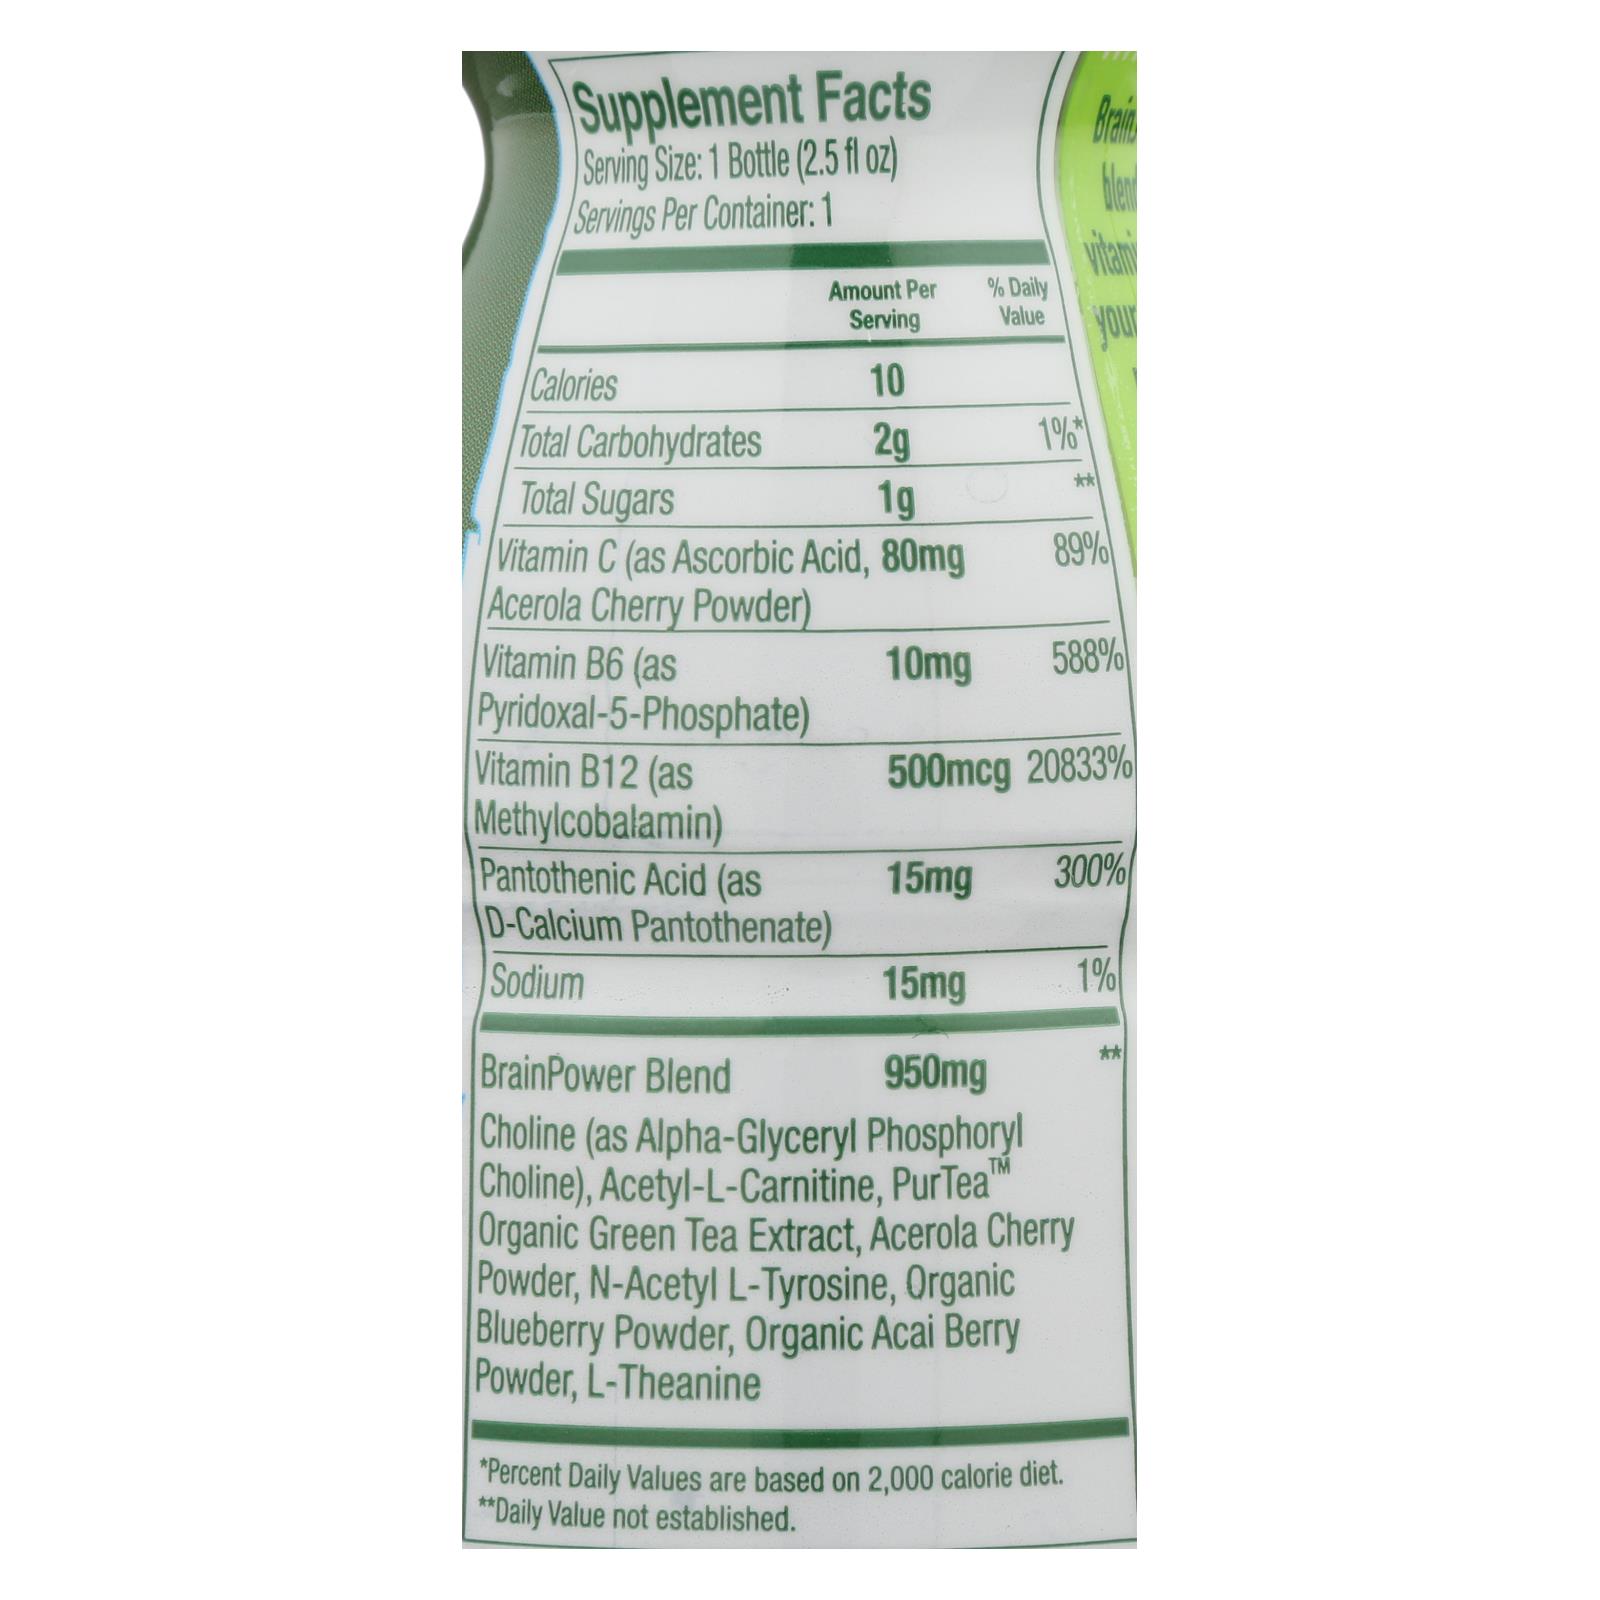 Supplement Facts
Serving Size: 1 Bottle (2.5 fl oz)
Servings Per Container: 1
Amount Per Serving % Daily Value
Calories 10
Total Carbohydrates 2g 1%*
Total Sugars 1g **
Vitamin C (as Ascorbic Acid, 80mg 89%
Acerola Cherry Powder)
Vitamin B6 (as 10mg 588%
Pyridoxal-5-Phosphate)
Vitamin B12 (as 500mcg 20833%
Methylcobalamin)
Pantothenic Acid (as 15mg 300%
D-Calcium Pantothenate)
Sodium 15mg 1%
BrainPower Blend 950mg **
Choline (as Alpha-Glyceryl Phosphoryl
Choline), Acetyl-L-Carnitine, PurTea™
Organic Green Tea Extract, Acerola Cherry
Powder, N-Acetyl L-Tyrosine, Organic
Blueberry Powder, Organic Acai Berry
Powder, L-Theanine
*Percent Daily Values are based on 2,000 calorie diet.
**Daily Value not established.